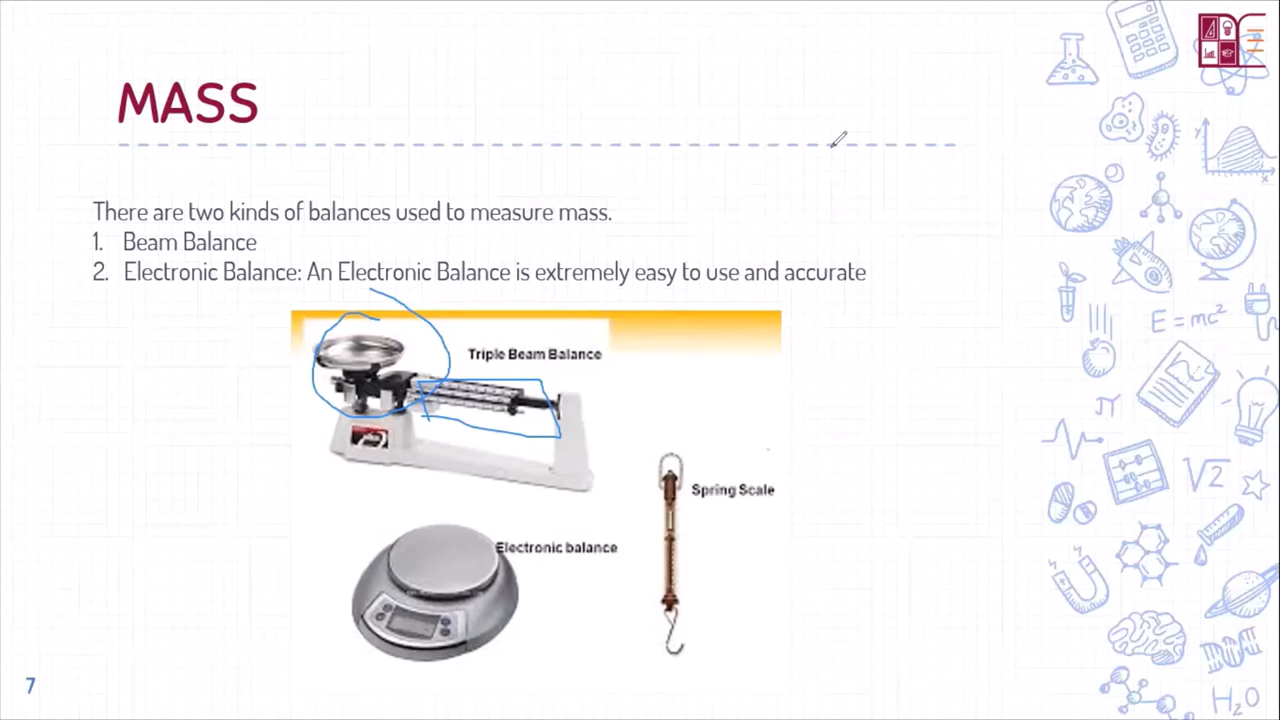 MASS
There are two kinds of balances used to measure mass.
1. Beam Balance
2. Electronic Balance: An Electronic Balance is extremely easy to use and accurate
Triple Beam Balance
Spring Scale
Electronic balance
7
E = mc²
π
√2
H₂O
y
x